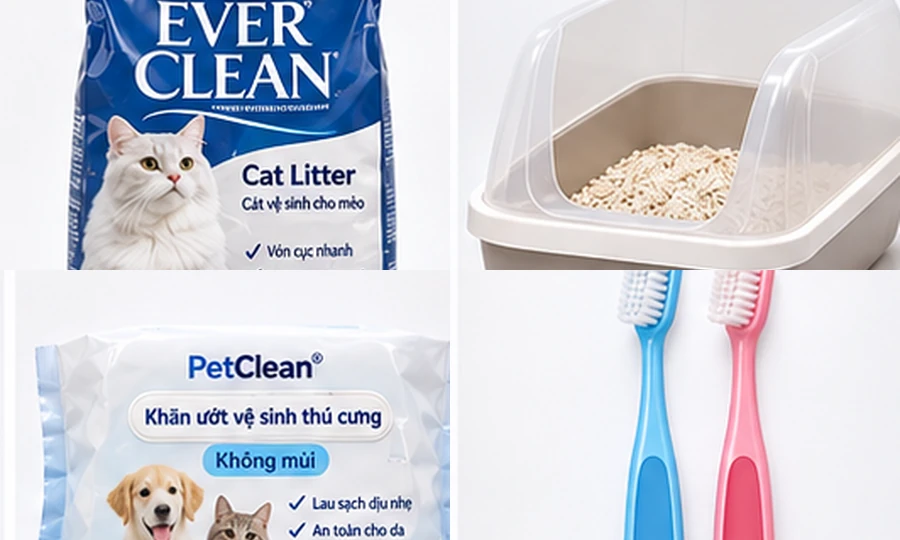 EVER
CLEAN®
Cat Litter
Cát vệ sinh cho mèo
✓ Vón cục nhanh
PetClean®
Khăn ướt vệ sinh thú cưng
Không mùi
✓ Lau sạch dịu nhẹ
✓ An toàn cho da